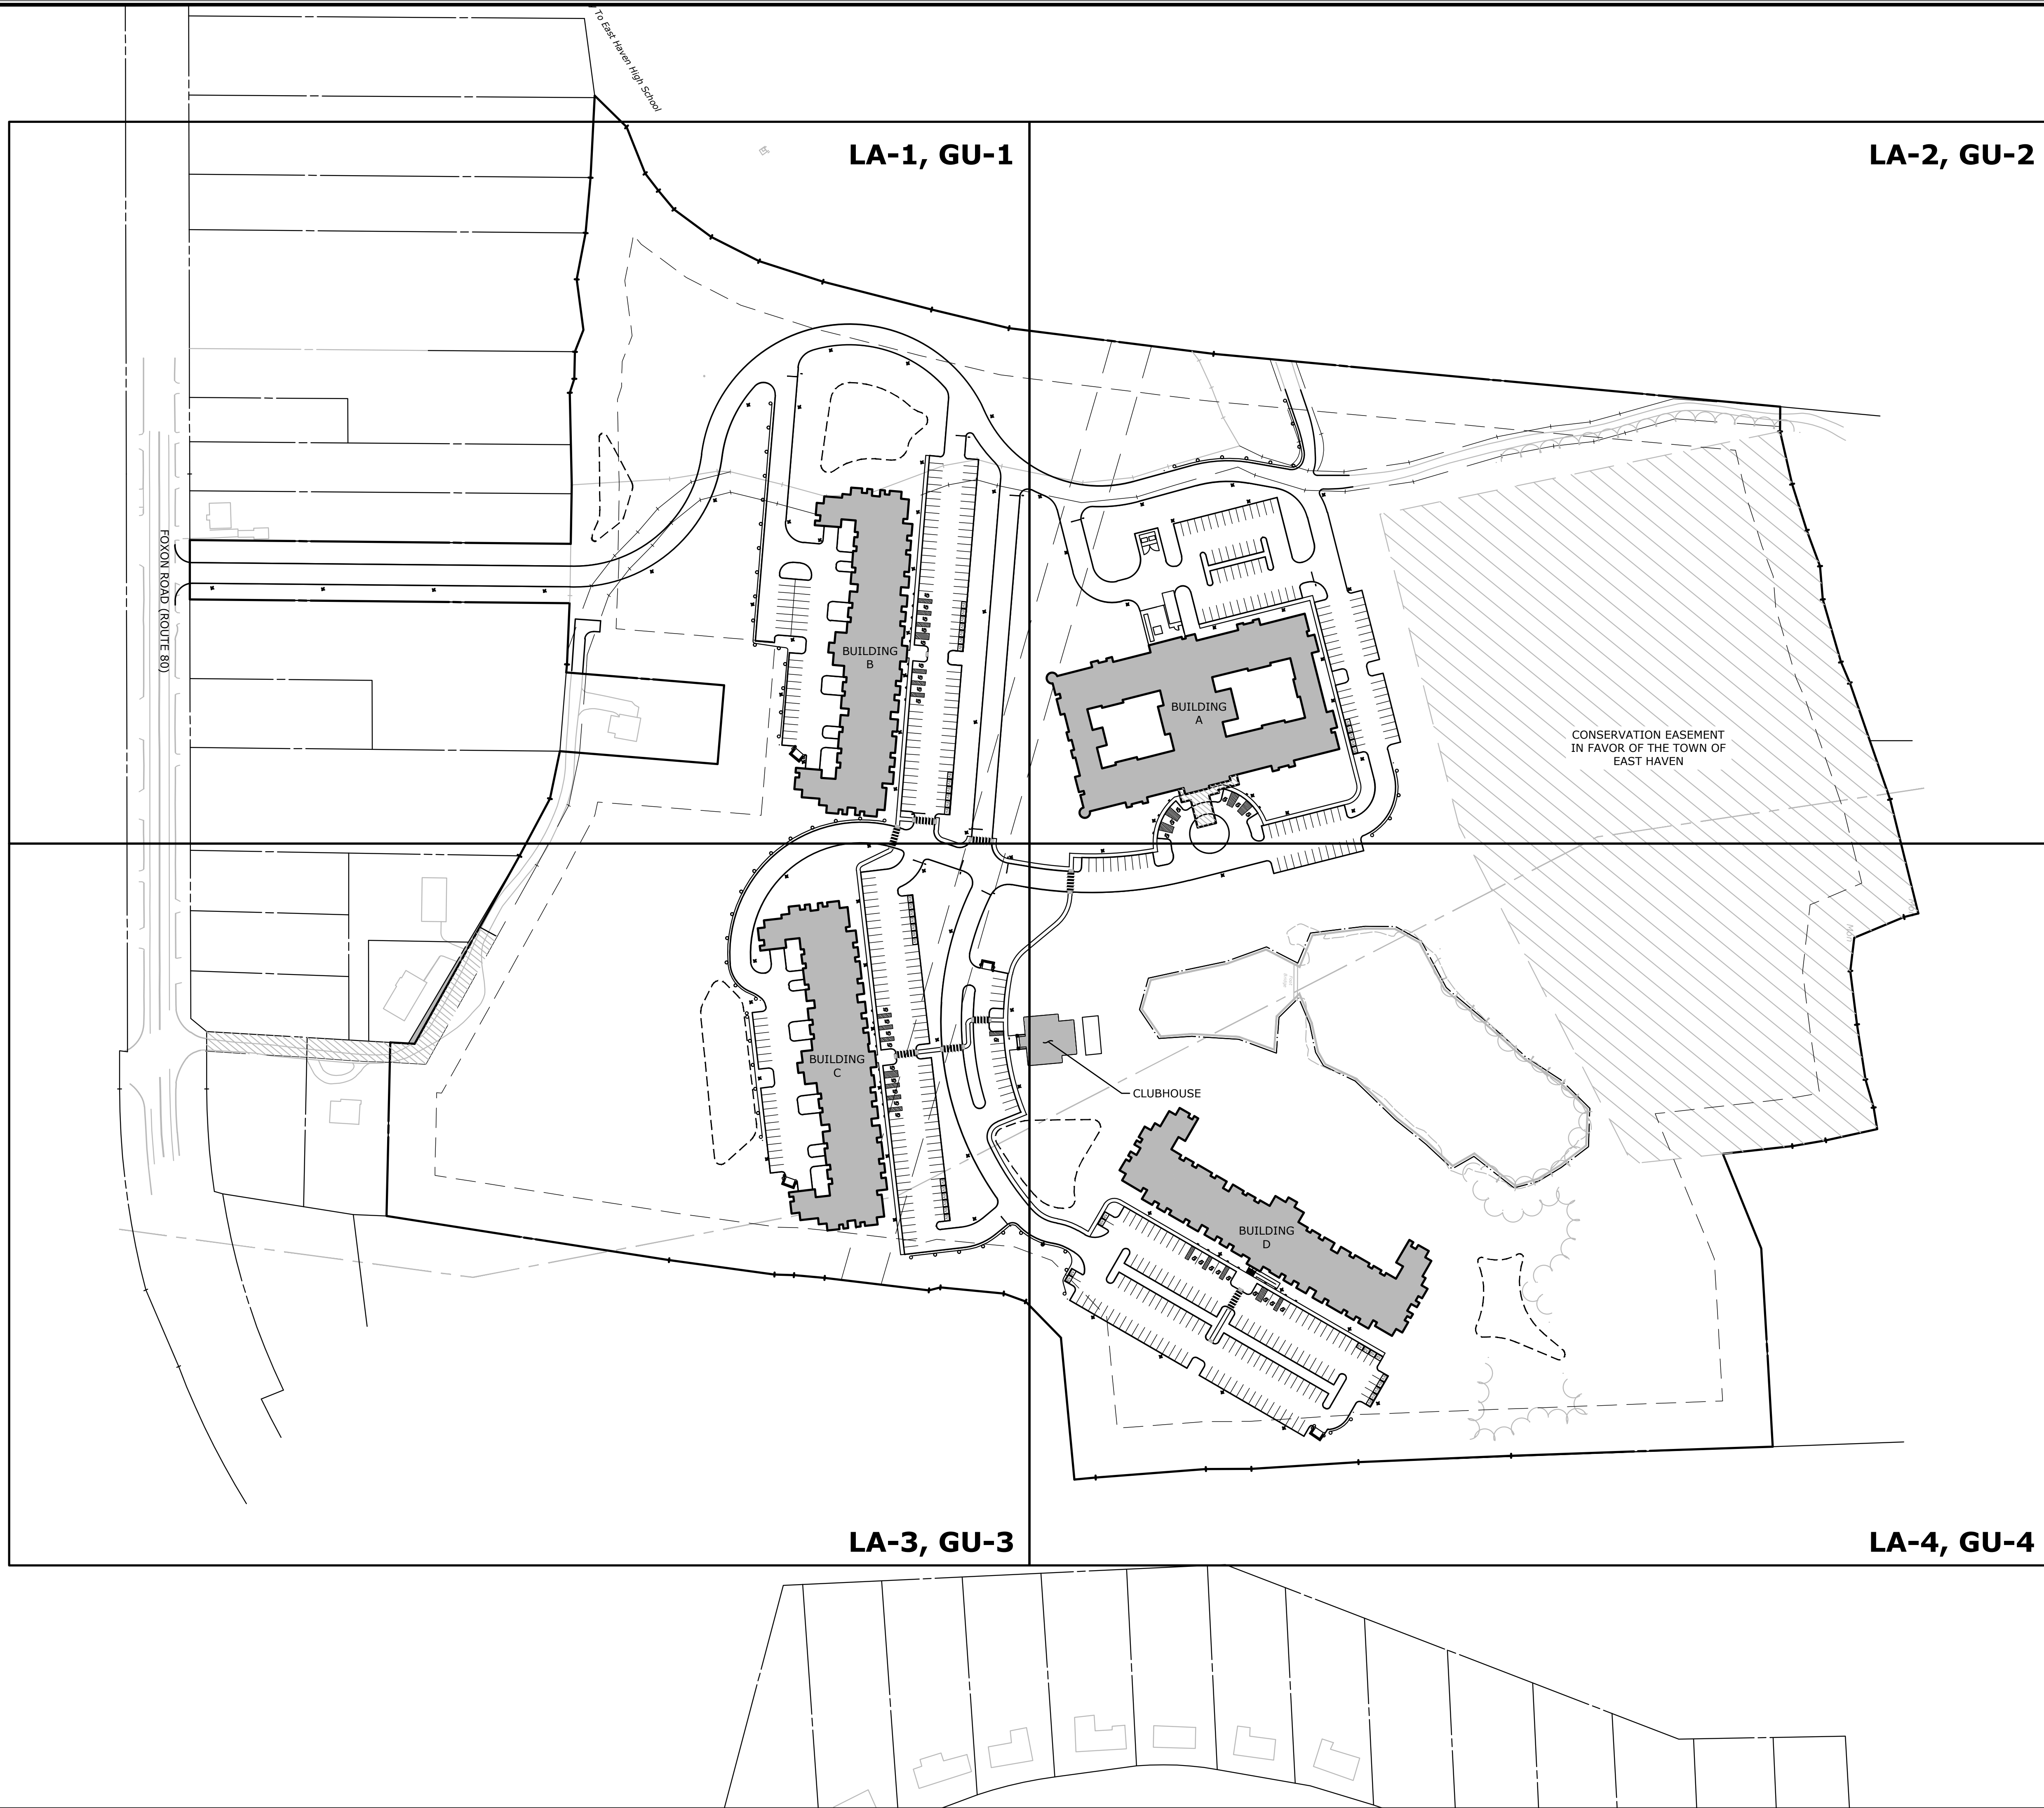 To East Haven High School
LA-1, GU-1
LA-2, GU-2
FOXON ROAD (ROUTE 80)
BUILDING
B
BUILDING
A
CONSERVATION EASEMENT
IN FAVOR OF THE TOWN OF
EAST HAVEN
BUILDING
C
CLUBHOUSE
BUILDING
D
LA-3, GU-3
LA-4, GU-4